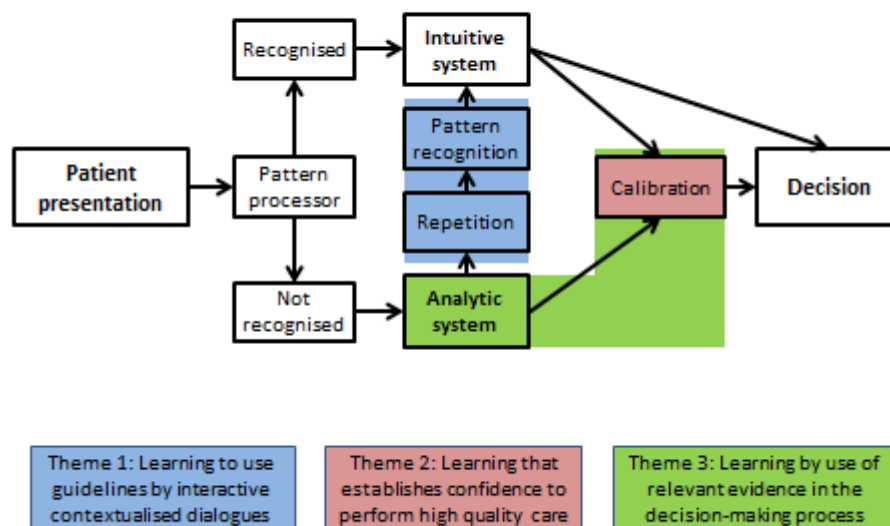 Recognised
Intuitive
system
Pattern
recognition
Patient
presentation
Pattern
processor
Calibration
Decision
Repetition
Not
recognised
Analytic
system
Theme 1: Learning to use
guidelines by interactive
contextualised dialogues
Theme 2: Learning that
establishes confidence to
perform high quality care
Theme 3: Learning by use of
relevant evidence in the
decision-making process